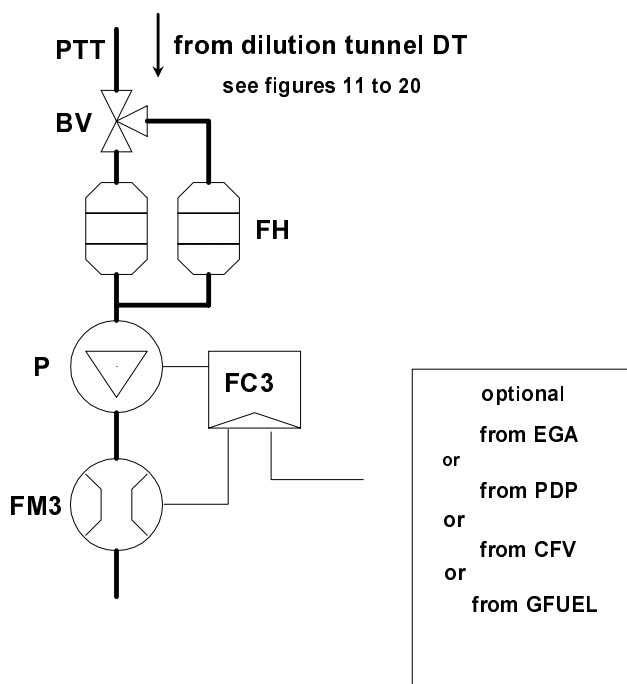 PTT
from dilution tunnel DT
see figures 11 to 20
BV
FH
P
FC3
FM3
optional
from EGA
or
from PDP
or
from CFV
or
from GFUEL